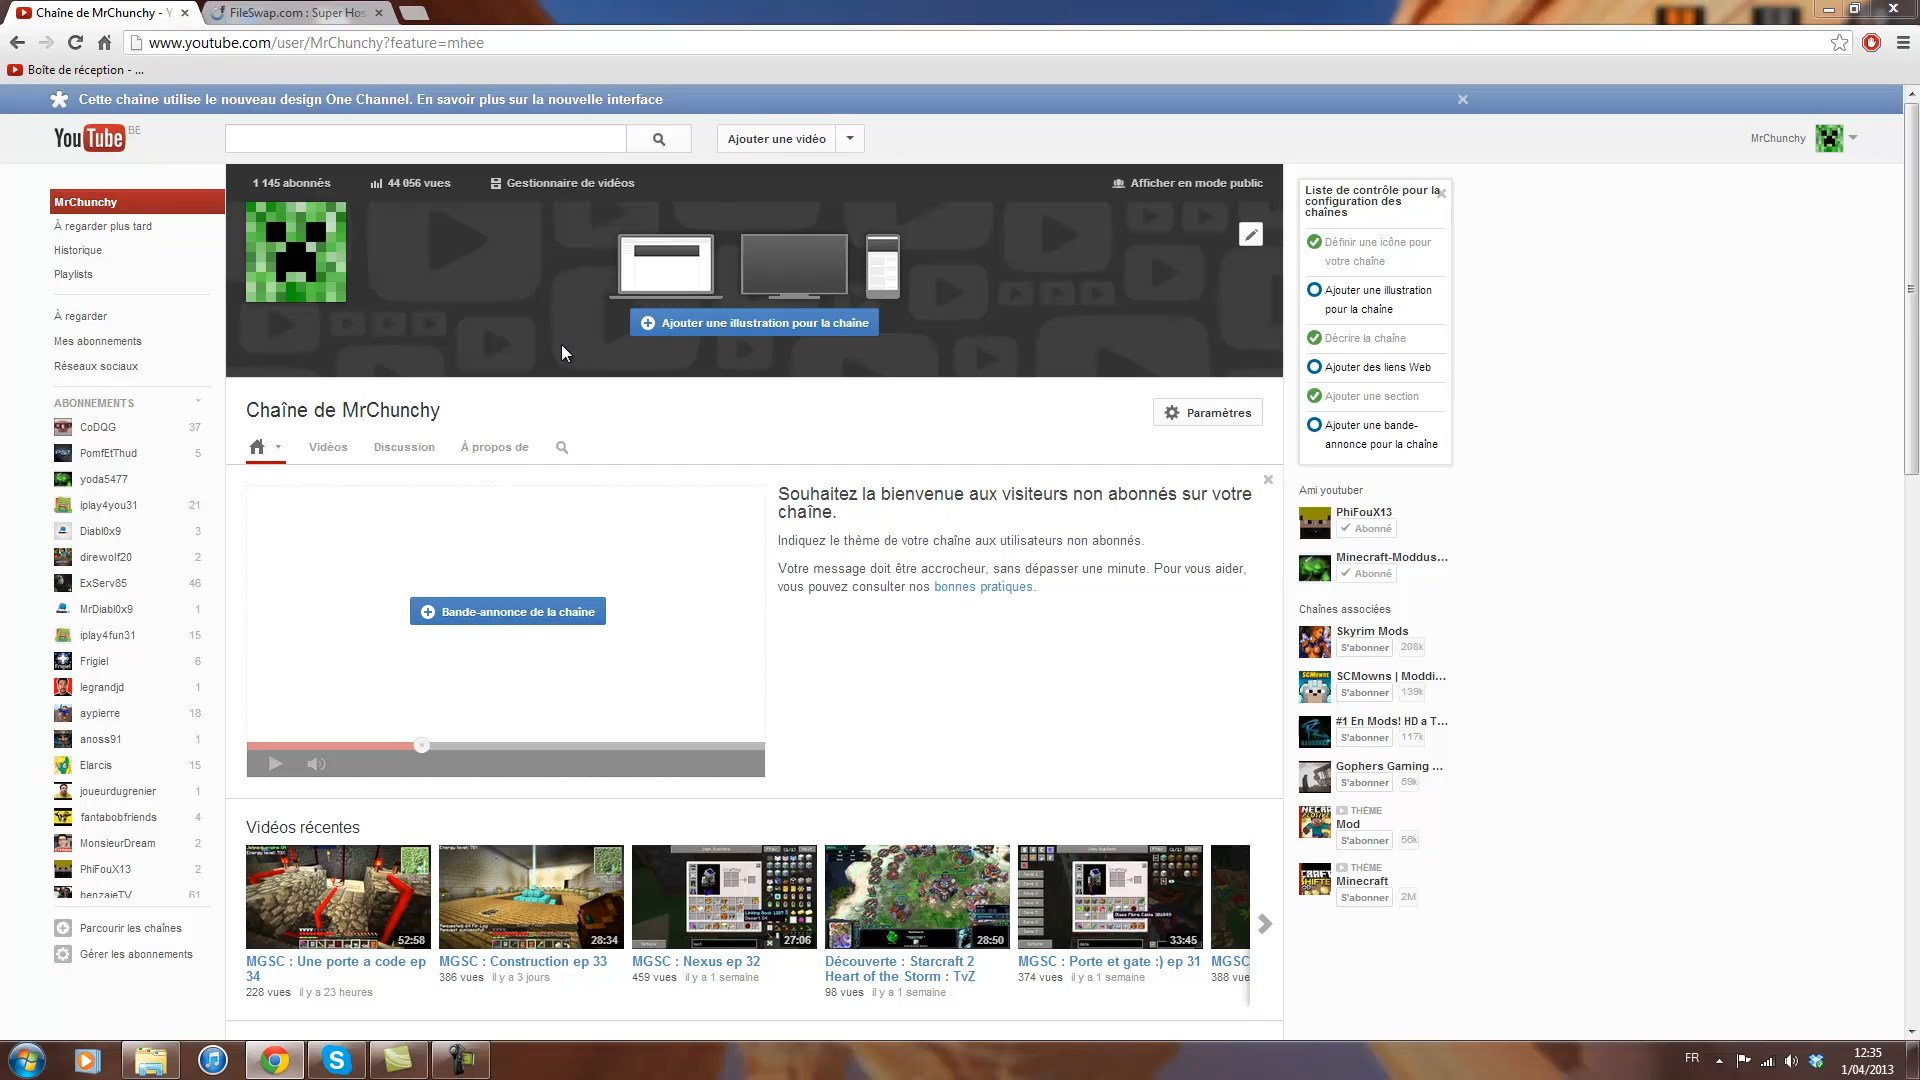 Chaîne de MrChunchy - Y
FileSwap.com : Super Hos
www.youtube.com/user/MrChunchy?feature=mhee
Boîte de réception - ...
Cette chaîne utilise le nouveau design One Channel. En savoir plus sur la nouvelle interface
YouTube BE
Ajouter une vidéo
MrChunchy
MrChunchy
À regarder plus tard
Historique
Playlists
À regarder
Mes abonnements
Réseaux sociaux
ABONNEMENTS
CoDQG 37
PomfEtThud 5
yoda5477
iplay4you31 21
Diabl0x9 3
direwolf20 2
ExServ85 46
MrDiabl0x9 1
iplay4fun31 15
Frigiel 6
legrandjd 1
aypierre 18
anoss91 1
Elarcis 15
joueurdugrenier 1
fantabobfriends 4
MonsieurDream 2
PhiFouX13 2
benzaieTV 61
Parcourir les chaînes
Gérer les abonnements
1 145 abonnés
44 056 vues
Gestionnaire de vidéos
Afficher en mode public
Ajouter une illustration pour la chaîne
Chaîne de MrChunchy
Paramètres
Vidéos
Discussion
À propos de
Souhaitez la bienvenue aux visiteurs non abonnés sur votre
chaîne.
Indiquez le thème de votre chaîne aux utilisateurs non abonnés.
Votre message doit être accrocheur, sans dépasser une minute. Pour vous aider,
vous pouvez consulter nos bonnes pratiques.
Bande-annonce de la chaîne
Vidéos récentes
52:58
28:34
27:06
28:50
33:45
MGSC : Une porte a code ep
34
228 vues il y a 23 heures
MGSC : Construction ep 33
386 vues il y a 3 jours
MGSC : Nexus ep 32
459 vues il y a 1 semaine
Découverte : Starcraft 2
Heart of the Storm : TvZ
98 vues il y a 1 semaine
MGSC : Porte et gate :) ep 31
374 vues il y a 1 semaine
MGSC
388 vue
Liste de contrôle pour la
configuration des
chaînes
Définir une icône pour
votre chaîne
Ajouter une illustration
pour la chaîne
Décrire la chaîne
Ajouter des liens Web
Ajouter une section
Ajouter une bande-
annonce pour la chaîne
Ami youtuber
PhiFouX13
Abonné
Minecraft-Moddus...
Abonné
Chaînes associées
Skyrim Mods
S'abonner 208k
SCMowns | Moddi...
S'abonner 139k
#1 En Mods! HD a T...
S'abonner 117k
Gophers Gaming ...
S'abonner 59k
THÈME
Mod
S'abonner 56k
THÈME
Minecraft
S'abonner 2M
FR
12:35
1/04/2013